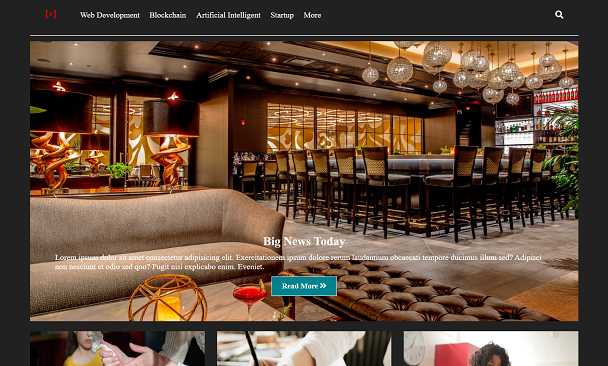 [+]
Web Development Blockchain Artificial Intelligent Startup More
Big News Today
Lorem ipsum dolor sit amet consectetur adipisicing elit. Exercitationem ipsum dolore rerum laudantium obcaecati tempore ducimus illum sed? Adipisci
non nesciunt et odio sed quo? Fugit nisi explicabo enim. Eveniet.
Read More